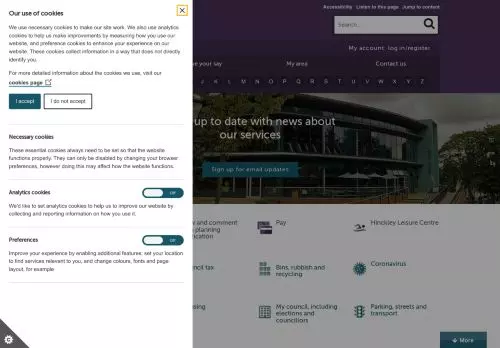 Our use of cookies
We use necessary cookies to make our site work. We also use analytics
cookies to help us make improvements by measuring how you use our
website, and preference cookies to enhance your experience on our
website. These cookies collect information in a way that does not directly
identify you.
For more detailed information about the cookies we use, visit our
cookies page
I accept
I do not accept
Necessary cookies
These essential cookies always need to be set so that the website
functions properly. They can only be disabled by changing your browser
preferences, however doing this may affect how the website functions.
Analytics cookies
Off
We'd like to set analytics cookies to help us to improve our website by
collecting and reporting information on how you use it.
Preferences
Off
Improve your experience by enabling additional features; set your location
to find services relevant to you, and change colours, fonts and page
layout, for example
Accessibility Listen to this page Jump to content
Search...
My account: log in/register
your say
My area
Contact us
J K L M N O P Q R S T U V W X Y Z
up to date with news about
our services
Sign up for email updates
and comment
planning
Pay
Hinckley Leisure Centre
Bins, rubbish and
recycling
Coronavirus
My council, including
elections and
councillors
Parking, streets and
transport
More